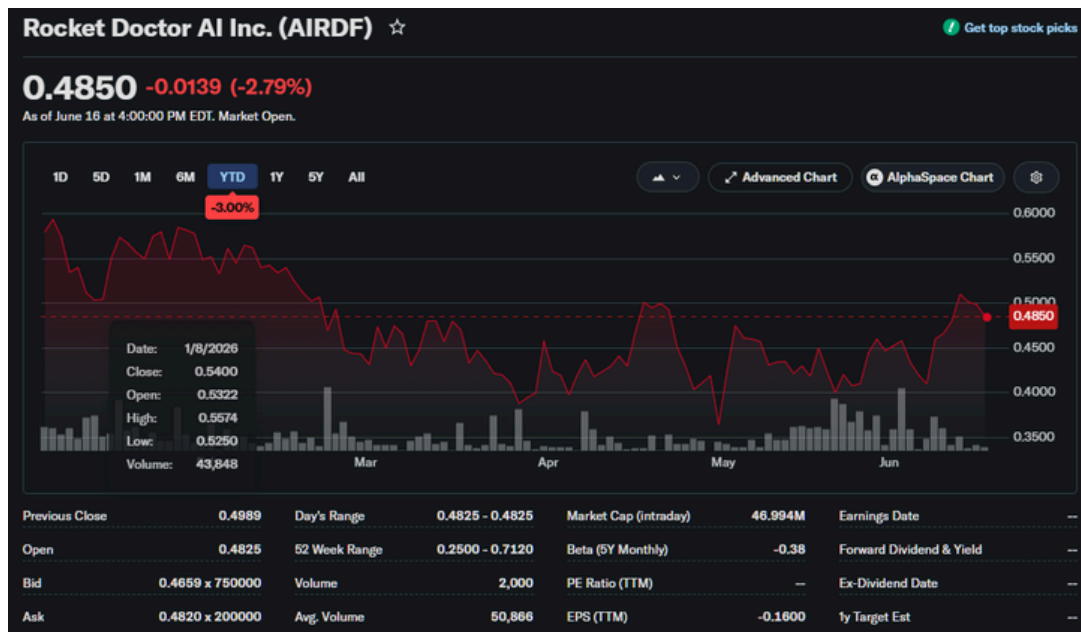 Rocket Doctor AI Inc. (AIRDF)
Get top stock picks
0.4850 -0.0139 (-2.79%)
As of June 16 at 4:00:00 PM EDT. Market Open.
1D 5D 1M 6M YTD 1Y 5Y All
Advanced Chart
AlphaSpace Chart
-3.00%
0.6000
0.5500
0.5000
0.4850
0.4500
0.4000
0.3500
Date: 1/8/2026
Close: 0.5400
Open: 0.5322
High: 0.5574
Low: 0.5250
Volume: 43,848
Mar Apr May Jun
Previous Close 0.4989 Day's Range 0.4825 - 0.4825 Market Cap (intraday) 46.994M Earnings Date --
Open 0.4825 52 Week Range 0.2500 - 0.7120 Beta (5Y Monthly) -0.38 Forward Dividend & Yield --
Bid 0.4659 x 750000 Volume 2,000 PE Ratio (TTM) -- Ex-Dividend Date --
Ask 0.4820 x 200000 Avg. Volume 50,866 EPS (TTM) -0.1600 1y Target Est --